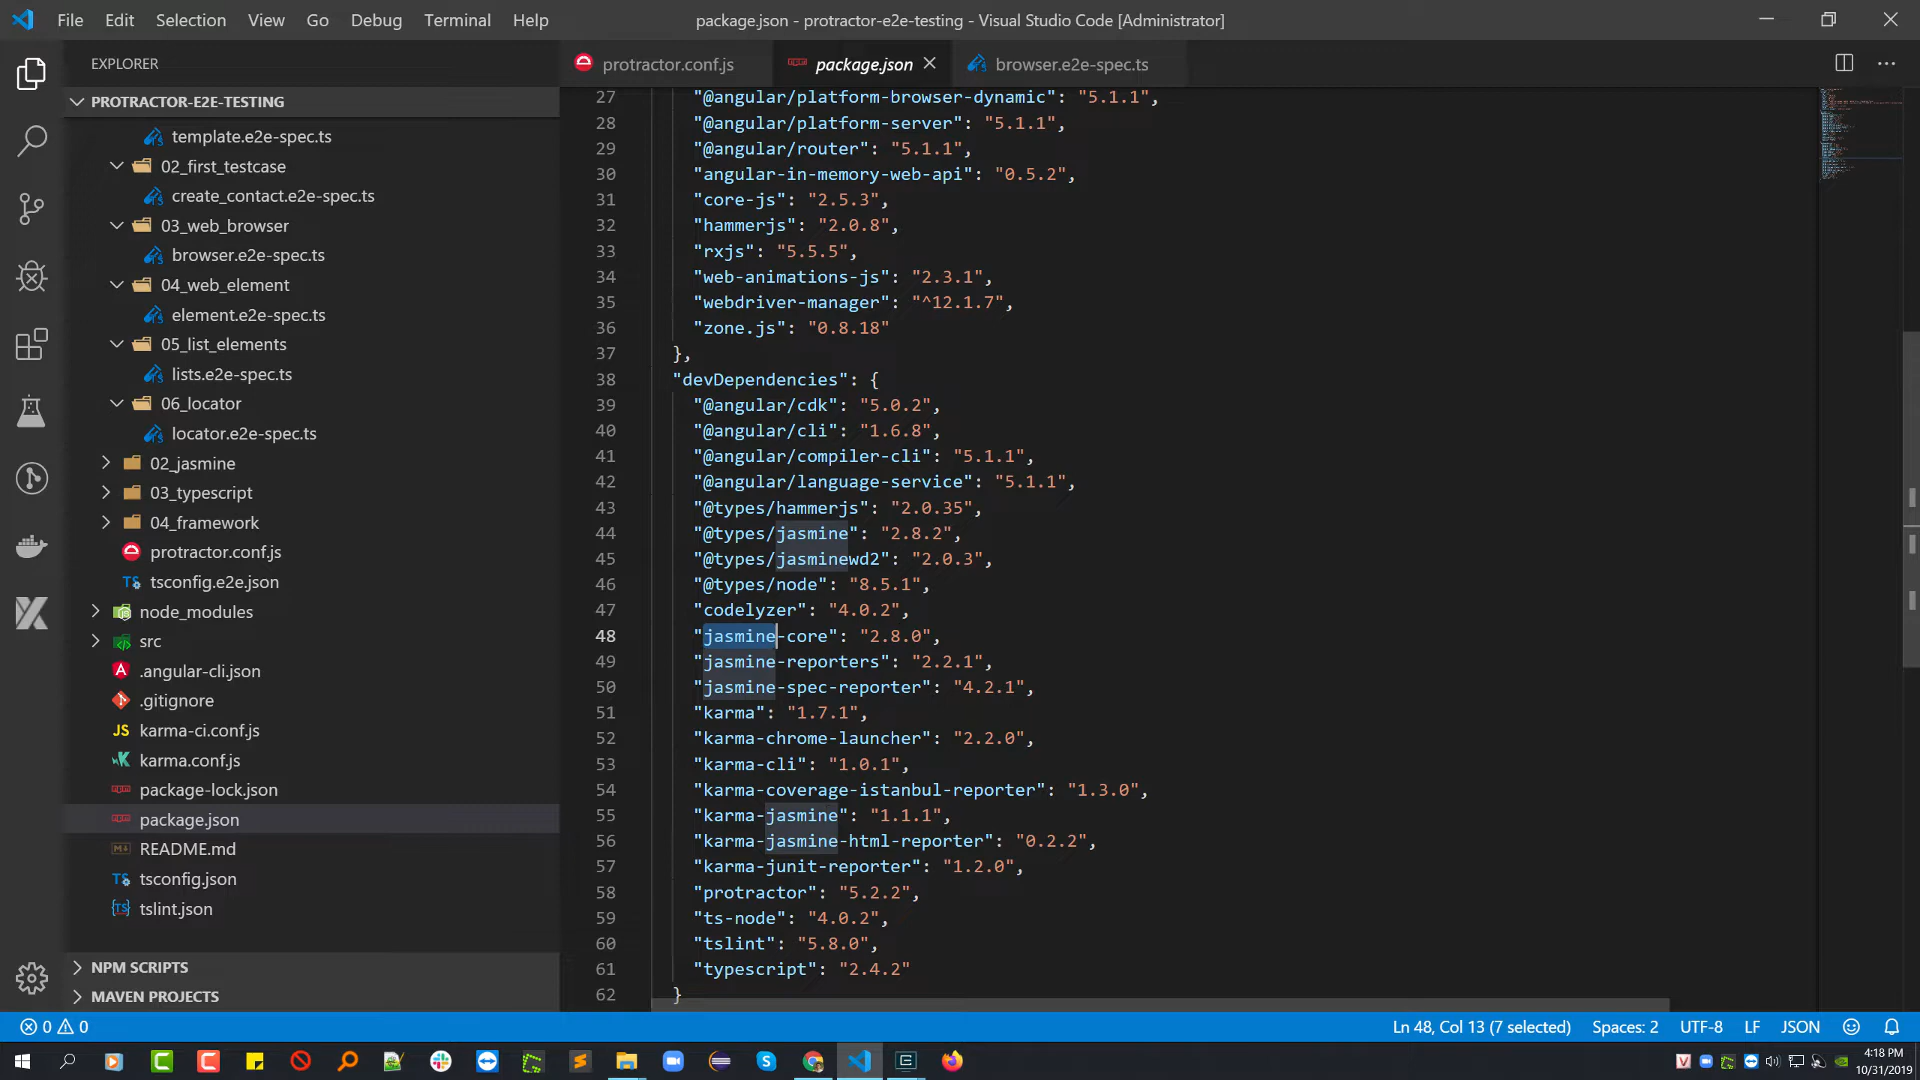 File Edit Selection View Go Debug Terminal Help
package.json - protractor-e2e-testing - Visual Studio Code [Administrator]
EXPLORER
PROTRACTOR-E2E-TESTING
template.e2e-spec.ts
02_first_testcase
create_contact.e2e-spec.ts
03_web_browser
browser.e2e-spec.ts
04_web_element
element.e2e-spec.ts
05_list_elements
lists.e2e-spec.ts
06_locator
locator.e2e-spec.ts
02_jasmine
03_typescript
04_framework
protractor.conf.js
tsconfig.e2e.json
node_modules
src
.angular-cli.json
.gitignore
karma-ci.conf.js
karma.conf.js
package-lock.json
package.json
README.md
tsconfig.json
tslint.json
NPM SCRIPTS
MAVEN PROJECTS
protractor.conf.js package.json browser.e2e-spec.ts
27 "@angular/platform-browser-dynamic": "5.1.1",
28 "@angular/platform-server": "5.1.1",
29 "@angular/router": "5.1.1",
30 "angular-in-memory-web-api": "0.5.2",
31 "core-js": "2.5.3",
32 "hammerjs": "2.0.8",
33 "rxjs": "5.5.5",
34 "web-animations-js": "2.3.1",
35 "webdriver-manager": "^12.1.7",
36 "zone.js": "0.8.18"
37 },
38 "devDependencies": {
39 "@angular/cdk": "5.0.2",
40 "@angular/cli": "1.6.8",
41 "@angular/compiler-cli": "5.1.1",
42 "@angular/language-service": "5.1.1",
43 "@types/hammerjs": "2.0.35",
44 "@types/jasmine": "2.8.2",
45 "@types/jasminewd2": "2.0.3",
46 "@types/node": "8.5.1",
47 "codelyzer": "4.0.2",
48 "jasmine-core": "2.8.0",
49 "jasmine-reporters": "2.2.1",
50 "jasmine-spec-reporter": "4.2.1",
51 "karma": "1.7.1",
52 "karma-chrome-launcher": "2.2.0",
53 "karma-cli": "1.0.1",
54 "karma-coverage-istanbul-reporter": "1.3.0",
55 "karma-jasmine": "1.1.1",
56 "karma-jasmine-html-reporter": "0.2.2",
57 "karma-junit-reporter": "1.2.0",
58 "protractor": "5.2.2",
59 "ts-node": "4.0.2",
60 "tslint": "5.8.0",
61 "typescript": "2.4.2"
62 }
0 0
Ln 48, Col 13 (7 selected) Spaces: 2 UTF-8 LF JSON
4:18 PM
10/31/2019